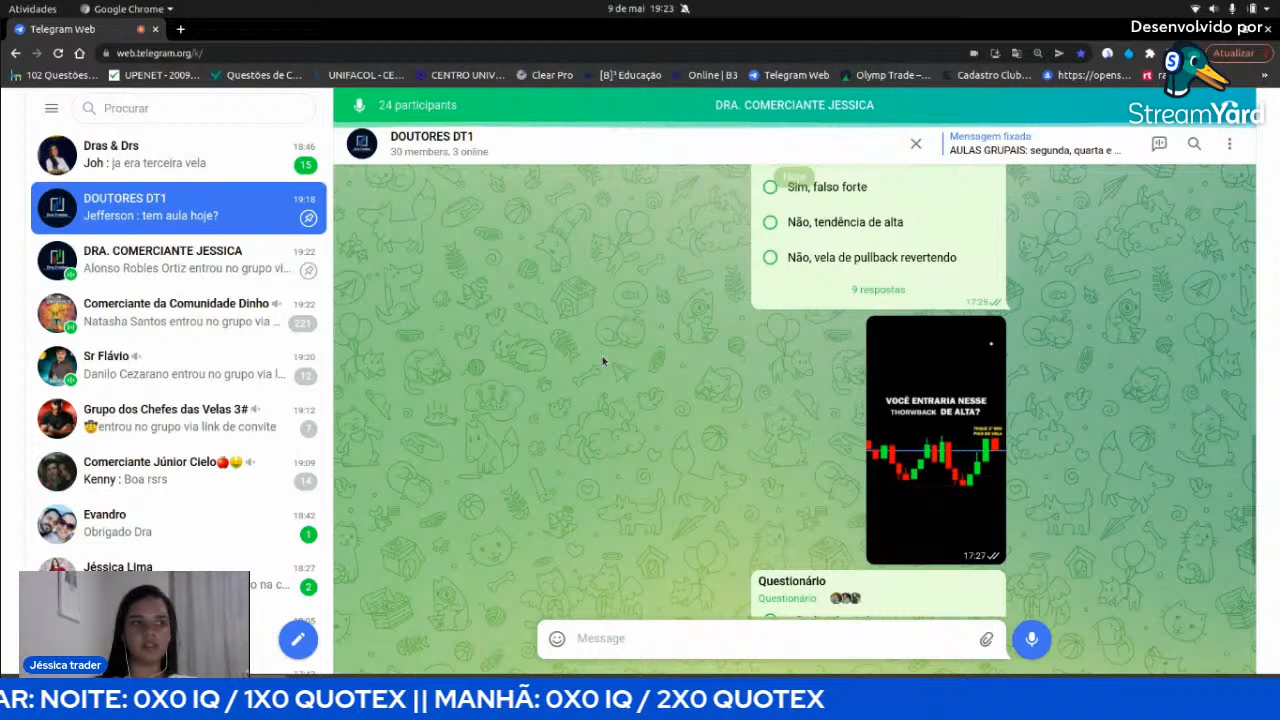 Atividades
Google Chrome
9 de mai 19:23
Telegram Web
Desenvolvido por
web.telegram.org/k/
Atualizar
StreamYard
102 Questões...
UPENET - 2009...
Questões de C...
UNIFACOL - CE...
CENTRO UNIV...
Clear Pro
[B]³ Educação
Online | B3
Telegram Web
Olymp Trade –...
Cadastro Club...
https://opens...
Procurar
24 participants
DRA. COMERCIANTE JESSICA
DOUTORES DT1
30 members, 3 online
Mensagem fixada
AULAS GRUPAIS: segunda, quarta e ...
Dras & Drs
18:46
Joh : ja era terceira vela
15
DOUTORES DT1
19:18
Jefferson : tem aula hoje?
DRA. COMERCIANTE JESSICA
19:22
Alonso Robles Ortiz entrou no grupo vi...
Comerciante da Comunidade Dinho
19:22
Natasha Santos entrou no grupo via ...
221
Sr Flávio
19:20
Danilo Cezarano entrou no grupo via l...
12
Grupo dos Chefes das Velas 3#
19:12
🤠entrou no grupo via link de convite
7
Comerciante Júnior Cielo🍎🤑
19:09
Kenny : Boa rsrs
14
Evandro
18:42
Obrigado Dra
1
Jéssica Lima
18:27
o na c...
2
Hoje
Sim, falso forte
Não, tendência de alta
Não, vela de pullback revertendo
9 respostas
17:25
VOCÊ ENTRARIA NESSE
THORWBACK DE ALTA?
17:27
Questionário
Questionário
Message
Jéssica trader
AR: NOITE: 0X0 IQ / 1X0 QUOTEX || MANHÃ: 0X0 IQ / 2X0 QUOTEX